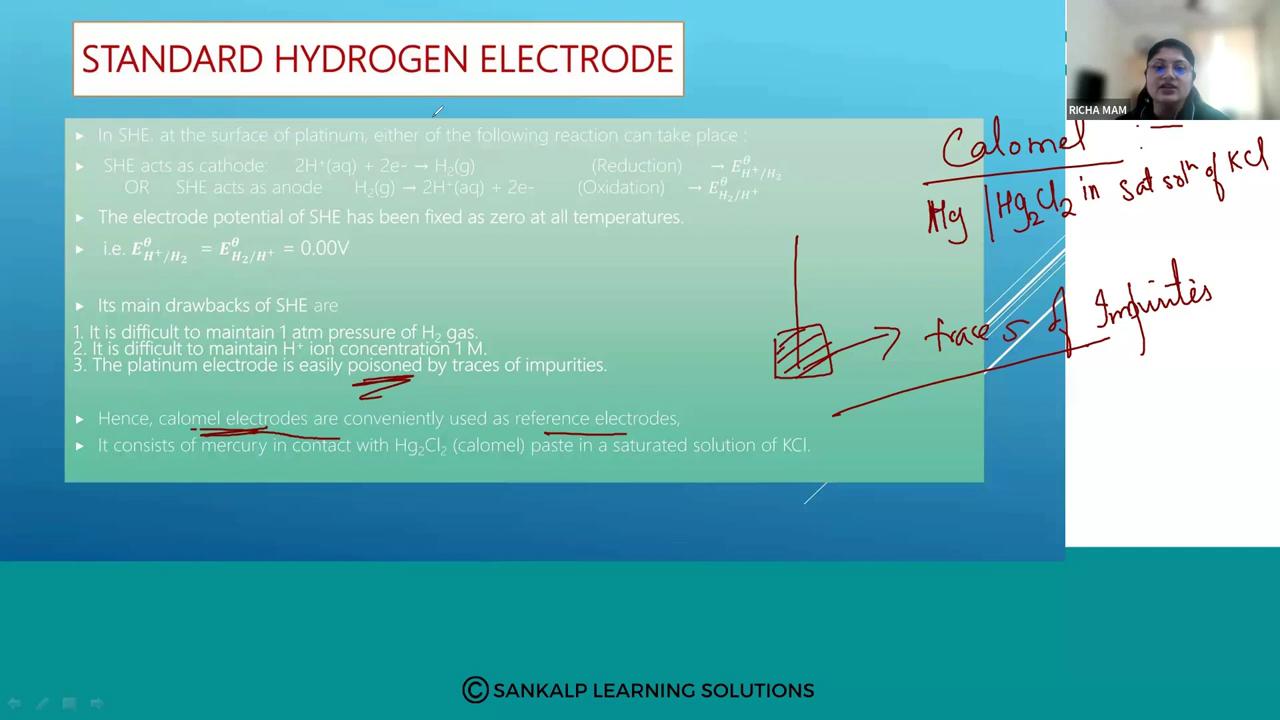 STANDARD HYDROGEN ELECTRODE
RICHA MAM
▶ In SHE, at the surface of platinum, either of the following reaction can take place :
▶ SHE acts as cathode: 2H⁺(aq) + 2e- → H₂(g) (Reduction) → E^θ_{H⁺/H₂}
OR SHE acts as anode H₂(g) → 2H⁺(aq) + 2e- (Oxidation) → E^θ_{H₂/H⁺}
▶ The electrode potential of SHE has been fixed as zero at all temperatures.
▶ i.e. E^θ_{H⁺/H₂} = E^θ_{H₂/H⁺} = 0.00V
▶ Its main drawbacks of SHE are
1. It is difficult to maintain 1 atm pressure of H₂ gas.
2. It is difficult to maintain H⁺ ion concentration 1 M.
3. The platinum electrode is easily poisoned by traces of impurities.
▶ Hence, calomel electrodes are conveniently used as reference electrodes,
▶ It consists of mercury in contact with Hg₂Cl₂ (calomel) paste in a saturated solution of KCl.
Calomel :
Hg | Hg₂Cl₂ in sat solⁿ of KCl
traces of Impurities
© SANKALP LEARNING SOLUTIONS